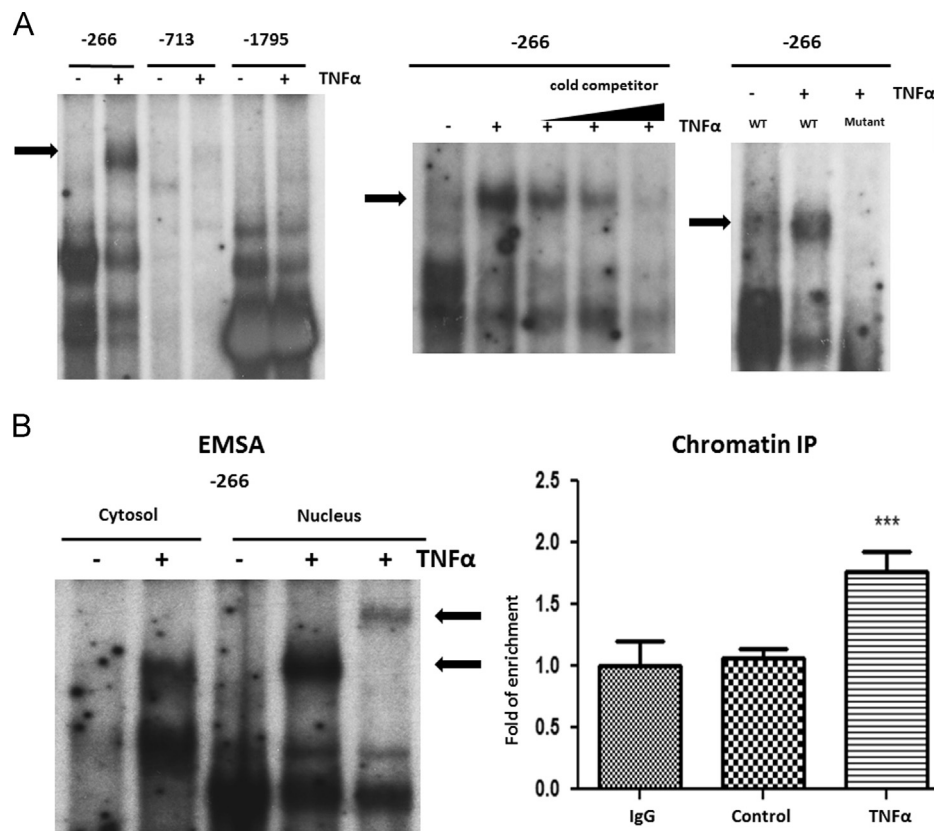 A
-266 -713 -1795
- + - + - + TNFα
-266
cold competitor
- + + + + TNFα
-266
- + + TNFα
WT WT Mutant
B
EMSA
-266
Cytosol Nucleus
- + - + + TNFα
Chromatin IP
Fold of enrichment
2.5
2.0
1.5
1.0
0.5
0.0
***
IgG Control TNFα